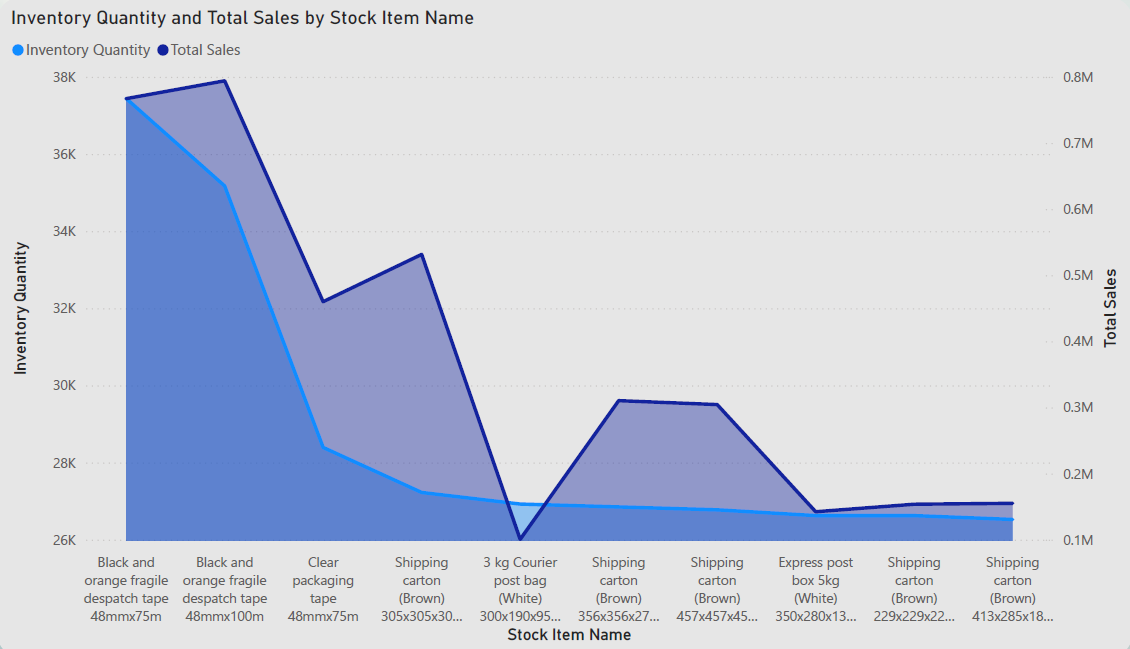 Inventory Quantity and Total Sales by Stock Item Name
Inventory Quantity Total Sales
38K
36K
34K
32K
30K
28K
26K
Inventory Quantity
0.8M
0.7M
0.6M
0.5M
0.4M
0.3M
0.2M
0.1M
Total Sales
Black and
orange fragile
despatch tape
48mmx75m
Black and
orange fragile
despatch tape
48mmx100m
Clear
packaging
tape
48mmx75m
Shipping
carton
(Brown)
305x305x30...
3 kg Courier
post bag
(White)
300x190x95...
Shipping
carton
(Brown)
356x356x27...
Shipping
carton
(Brown)
457x457x45...
Express post
box 5kg
(White)
350x280x13...
Shipping
carton
(Brown)
229x229x22...
Shipping
carton
(Brown)
413x285x18...
Stock Item Name